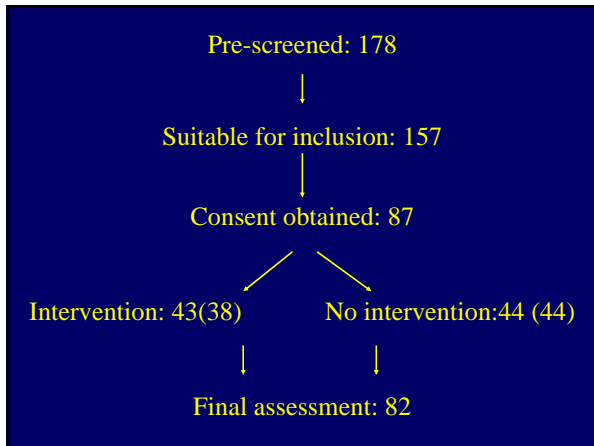 Pre-screened: 178
Suitable for inclusion: 157
Consent obtained: 87
Intervention: 43(38) No intervention:44 (44)
Final assessment: 82